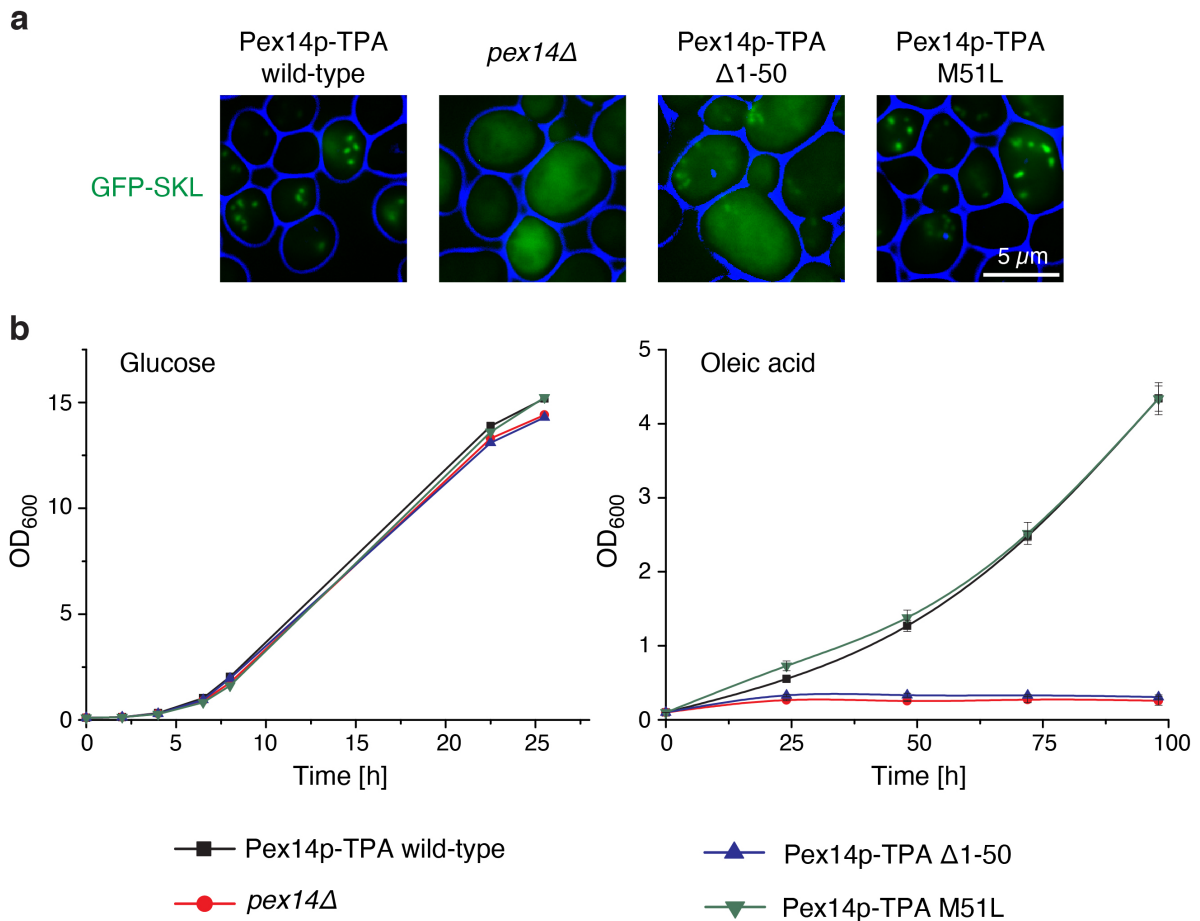 a
Pex14p-TPA
wild-type
pex14Δ
Pex14p-TPA
Δ1-50
Pex14p-TPA
M51L
GFP-SKL
5 µm
b
Glucose
OD600
15
10
5
0
0
5
10
15
20
25
Time [h]
Oleic acid
OD600
5
4
3
2
1
0
0
25
50
75
100
Time [h]
Pex14p-TPA wild-type
pex14Δ
Pex14p-TPA Δ1-50
Pex14p-TPA M51L